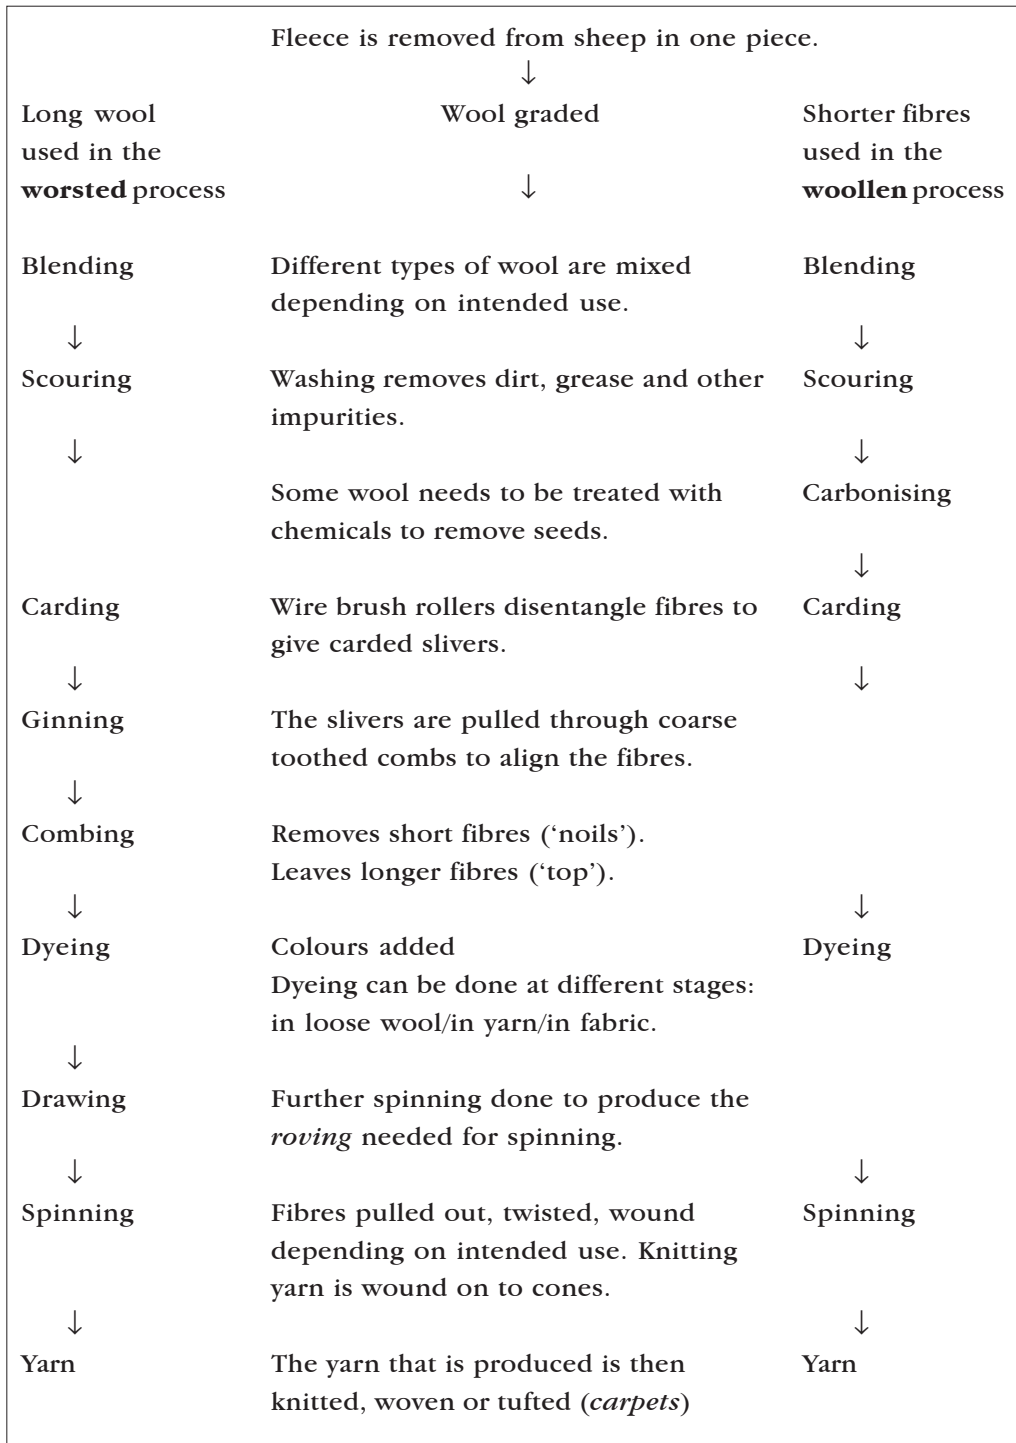 Fleece is removed from sheep in one piece.
↓
Long wool Wool graded Shorter fibres
used in the used in the
worsted process ↓ woollen process
Blending Different types of wool are mixed Blending
depending on intended use.
↓ ↓
Scouring Washing removes dirt, grease and other Scouring
impurities.
↓ ↓
Some wool needs to be treated with Carbonising
chemicals to remove seeds.
↓
Carding Wire brush rollers disentangle fibres to Carding
give carded slivers.
↓ ↓
Ginning The slivers are pulled through coarse
toothed combs to align the fibres.
↓
Combing Removes short fibres (‘noils’).
Leaves longer fibres (‘top’).
↓ ↓
Dyeing Colours added Dyeing
Dyeing can be done at different stages:
in loose wool/in yarn/in fabric.
↓
Drawing Further spinning done to produce the
roving needed for spinning.
↓ ↓
Spinning Fibres pulled out, twisted, wound Spinning
depending on intended use. Knitting
yarn is wound on to cones.
↓ ↓
Yarn The yarn that is produced is then Yarn
knitted, woven or tufted (carpets)